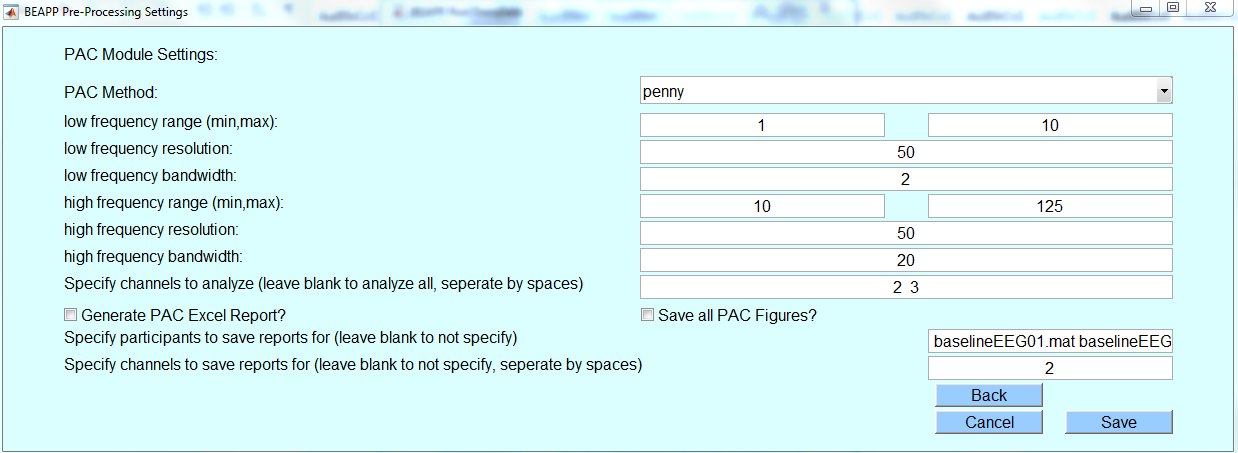 BEAPP Pre-Processing Settings
PAC Module Settings:
PAC Method: penny
low frequency range (min,max): 1 10
low frequency resolution: 50
low frequency bandwidth: 2
high frequency range (min,max): 10 125
high frequency resolution: 50
high frequency bandwidth: 20
Specify channels to analyze (leave blank to analyze all, seperate by spaces) 2 3
Generate PAC Excel Report? Save all PAC Figures?
Specify participants to save reports for (leave blank to not specify) baselineEEG01.mat baselineEEG
Specify channels to save reports for (leave blank to not specify, seperate by spaces) 2
Back
Cancel Save